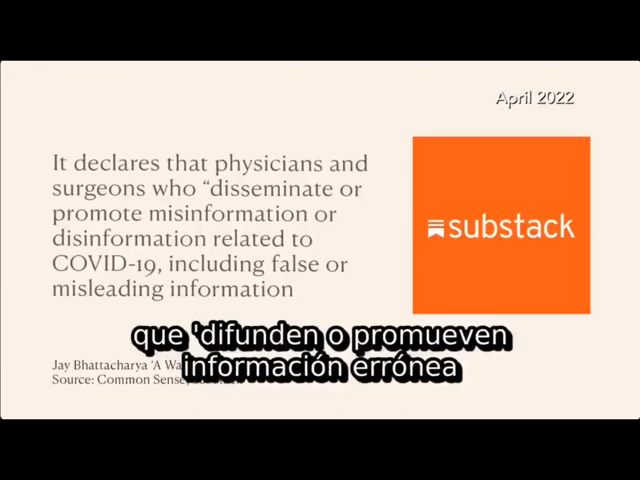 April 2022
It declares that physicians and
surgeons who “disseminate or
promote misinformation or
disinformation related to
COVID-19, including false or
misleading information
substack
que 'difunden o promueven
información errónea
Jay Bhattacharya 'A Wa
Source: Common Sense,